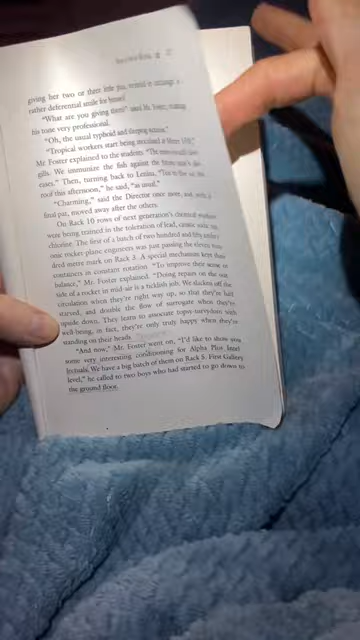 giving her two or three
rather deferential smile for
"What are you giving them?" asked Mr. Foster, making
his tone very professional.
"Oh, the usual typhoid and sleeping sickness."
"Tropical workers start being inoculated at Metre 150,"
Mr Foster explained to the students. "The embryos still have
gills. We immunize the fish against the future man's dis-
eases." Then, turning back to Lenina, "Ten to five on the
roof this afternoon," he said, "as usual."
"Charming," said the Director once more, and, with a
final pat, moved away after the others.
On Rack 10 rows of next generation's chemical workers
were being trained in the toleration of lead, caustic soda, tar,
chlorine. The first of a batch of two hundred and fifty embry-
onic rocket-plane engineers was just passing the eleven hun-
dred metre mark on Rack 3. A special mechanism kept their
containers in constant rotation. "To improve their sense of
balance," Mr. Foster explained. "Doing repairs on the out-
side of a rocket in mid-air is a ticklish job. We slacken off the
circulation when they're right way up, so that they're half
starved, and double the flow of surrogate when they're
upside down. They learn to associate topsy-turvydom with
well-being; in fact, they're only truly happy when they're
standing on their heads.
"And now," Mr. Foster went on, "I'd like to show you
some very interesting conditioning for Alpha Plus Intel-
lectuals. We have a big batch of them on Rack 5. First Gallery
level," he called to two boys who had started to go down to
the ground floor.